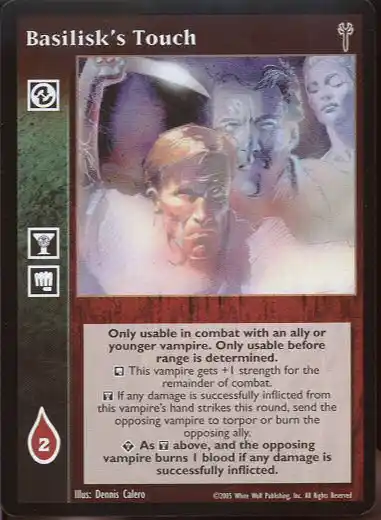 Basilisk's Touch
Only usable in combat with an ally or
younger vampire. Only usable before
range is determined.
This vampire gets +1 strength for the
remainder of combat.
If any damage is successfully inflicted from
this vampire's hand strikes this round, send the
opposing vampire to torpor or burn the
opposing ally.
As above, and the opposing
vampire burns 1 blood if any damage is
successfully inflicted.
2
Illus: Dennis Calero
©2005 White Wolf Publishing, Inc. All Rights Reserved